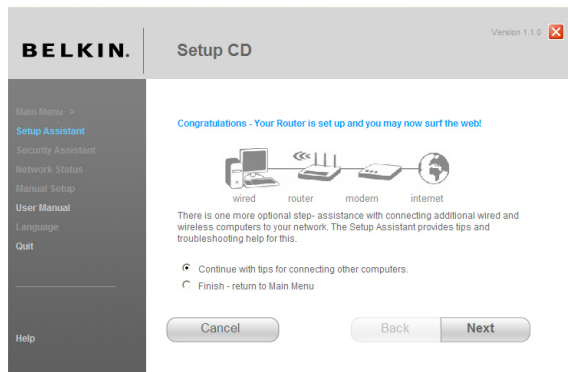 BELKIN.
Setup CD
Version 1.1.0
Main Menu >
Setup Assistant
Security Assistant
Network Status
Manual Setup
User Manual
Language
Quit
Help
Congratulations - Your Router is set up and you may now surf the web!
wired router modem internet
There is one more optional step- assistance with connecting additional wired and
wireless computers to your network. The Setup Assistant provides tips and
troubleshooting help for this.
Continue with tips for connecting other computers.
Finish - return to Main Menu
Cancel
Back
Next